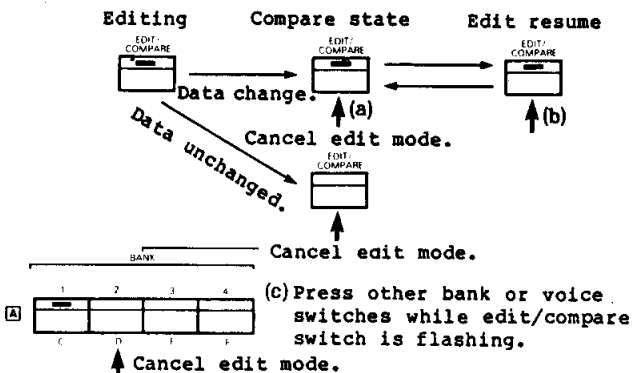 Editing Compare state Edit resume
EDIT/
COMPARE
EDIT/
COMPARE
EDIT/
COMPARE
Data change.
(a)
(b)
Cancel edit mode.
Data unchanged.
EDIT/
COMPARE
Cancel edit mode.
BANK
1 2 3 4
A
C D E F
(c) Press other bank or voice
switches while edit/compare
switch is flashing.
Cancel edit mode.